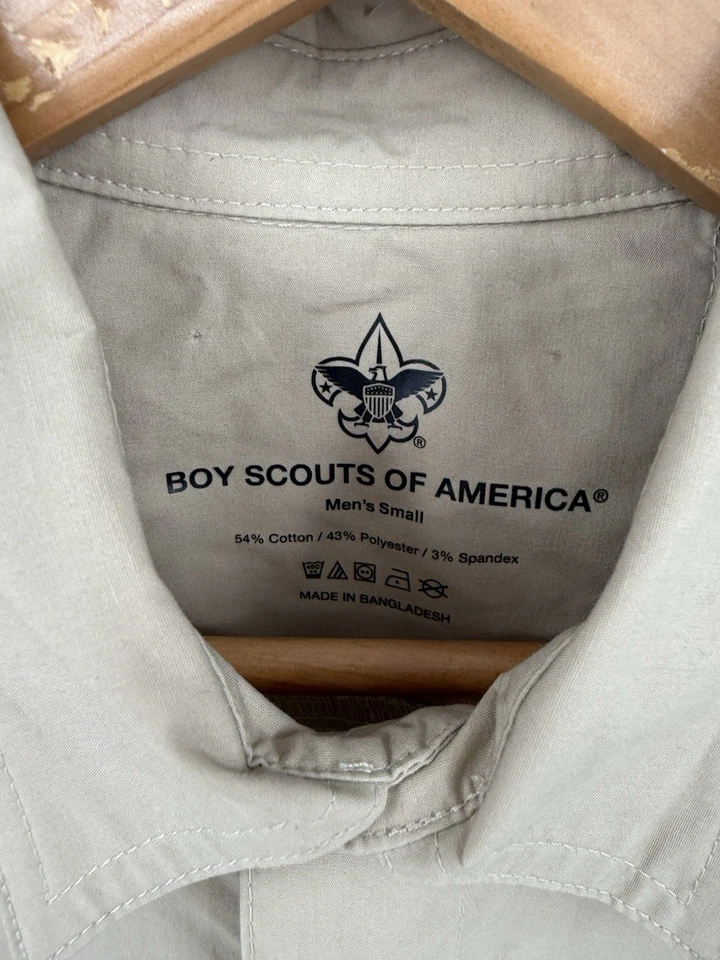 BOY SCOUTS OF AMERICA®
Men's Small
54% Cotton / 43% Polyester / 3% Spandex
MADE IN BANGLADESH